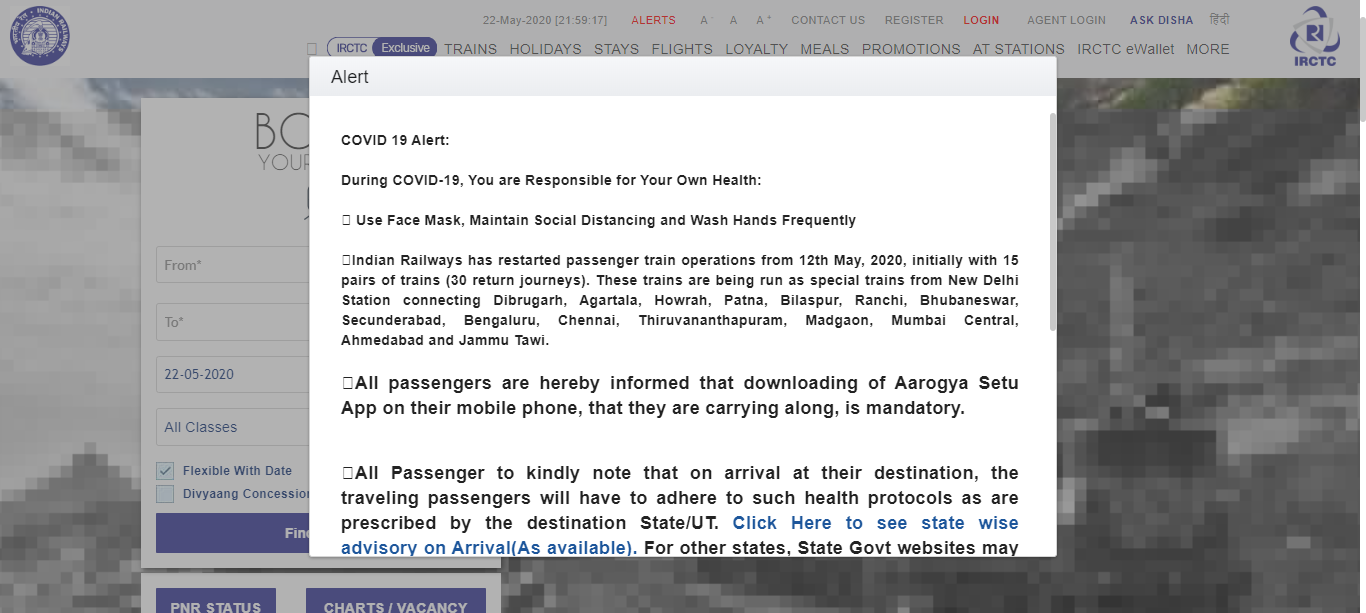 22-May-2020 [21:59:17] ALERTS A- A A+ CONTACT US REGISTER LOGIN AGENT LOGIN ASK DISHA हिंदी
IRCTC Exclusive TRAINS HOLIDAYS STAYS FLIGHTS LOYALTY MEALS PROMOTIONS AT STATIONS IRCTC eWallet MORE
INDIAN RAILWAYS
IRCTC
Alert
COVID 19 Alert:
During COVID-19, You are Responsible for Your Own Health:
Use Face Mask, Maintain Social Distancing and Wash Hands Frequently
Indian Railways has restarted passenger train operations from 12th May, 2020, initially with 15
pairs of trains (30 return journeys). These trains are being run as special trains from New Delhi
Station connecting Dibrugarh, Agartala, Howrah, Patna, Bilaspur, Ranchi, Bhubaneswar,
Secunderabad, Bengaluru, Chennai, Thiruvananthapuram, Madgaon, Mumbai Central,
Ahmedabad and Jammu Tawi.
All passengers are hereby informed that downloading of Aarogya Setu
App on their mobile phone, that they are carrying along, is mandatory.
All Passenger to kindly note that on arrival at their destination, the
traveling passengers will have to adhere to such health protocols as are
prescribed by the destination State/UT. Click Here to see state wise
advisory on Arrival(As available). For other states, State Govt websites may
BO
YOUR
From*
To*
22-05-2020
All Classes
Flexible With Date
Divyaang Concession
Find
PNR STATUS
CHARTS / VACANCY